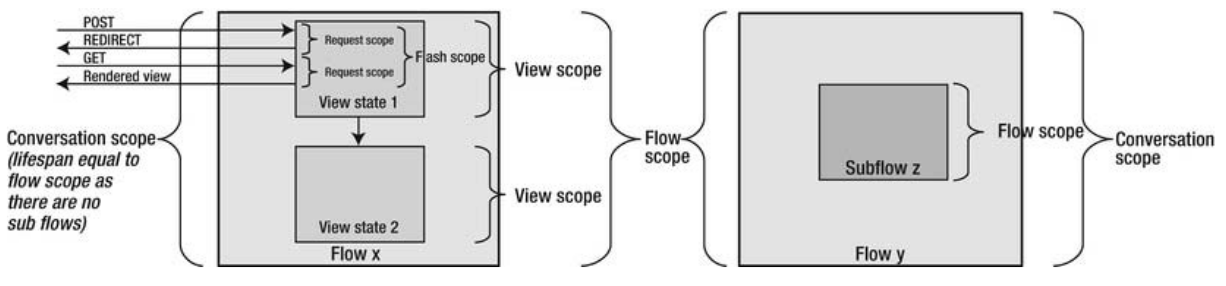 POST
REDIRECT
GET
Rendered view
Request scope
Request scope
Flash scope
View state 1
View scope
Conversation scope
(lifespan equal to
flow scope as
there are no
sub flows)
View state 2
View scope
Flow x
Flow
scope
Subflow z
Flow scope
Flow y
Conversation
scope